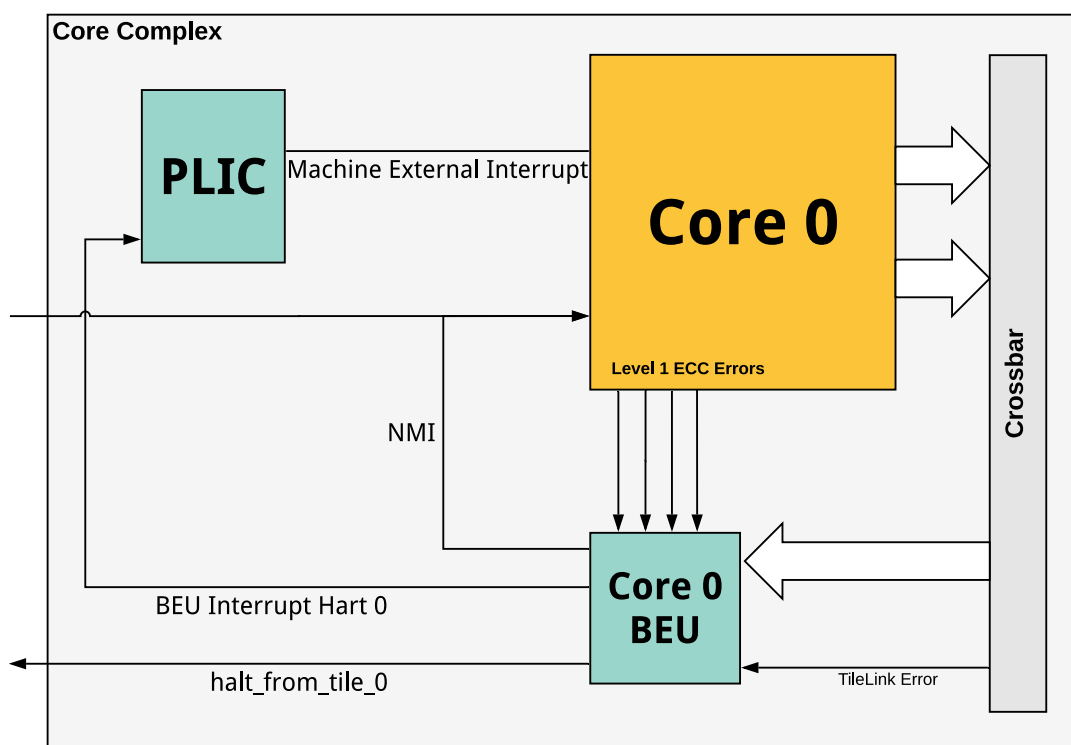 Core Complex
PLIC
Machine External Interrupt
Core 0
Level 1 ECC Errors
Crossbar
NMI
Core 0
BEU
BEU Interrupt Hart 0
halt_from_tile_0
TileLink Error